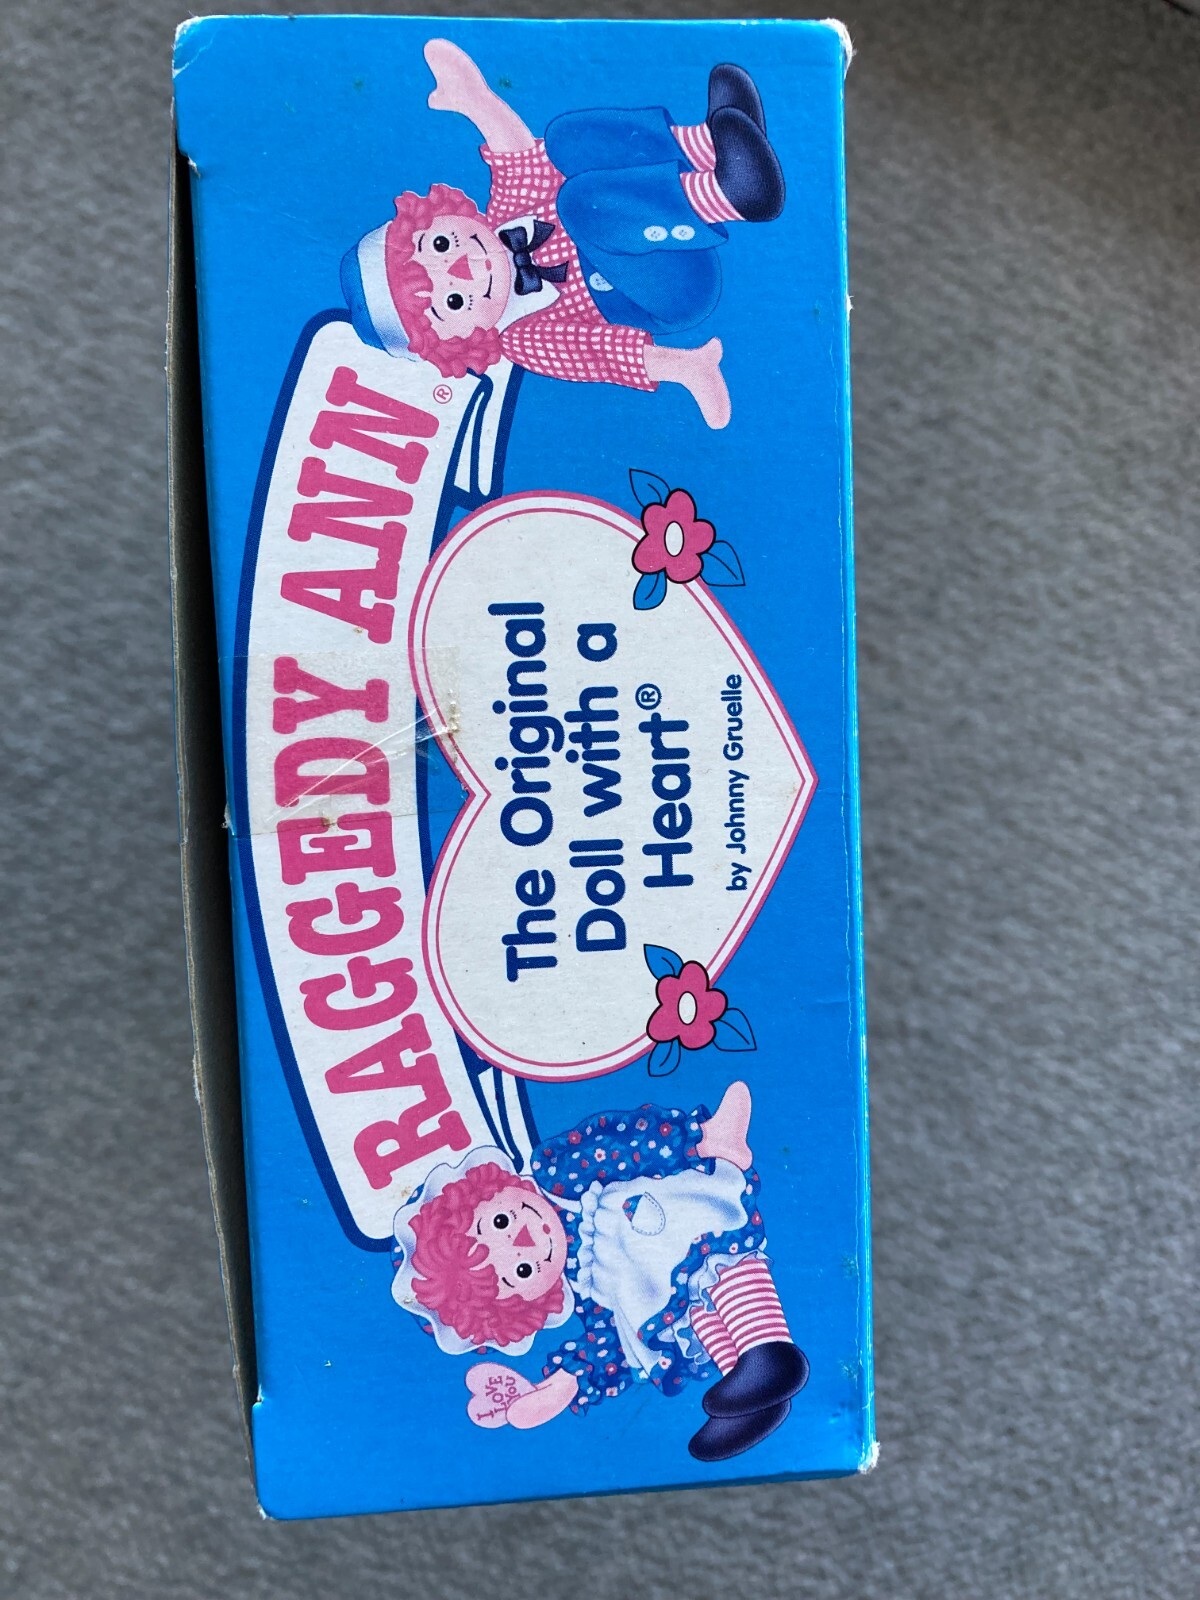 RAGGEDY ANN®
The Original
Doll with a
Heart®
by Johnny Gruelle
I
LOVE
YOU